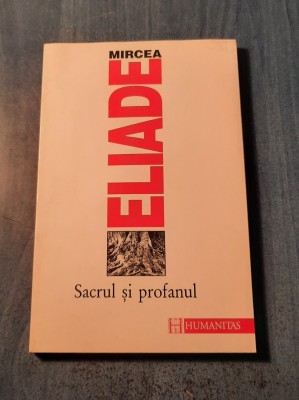 MIRCEA
ELIADE
Sacrul și profanul
HUMANITAS